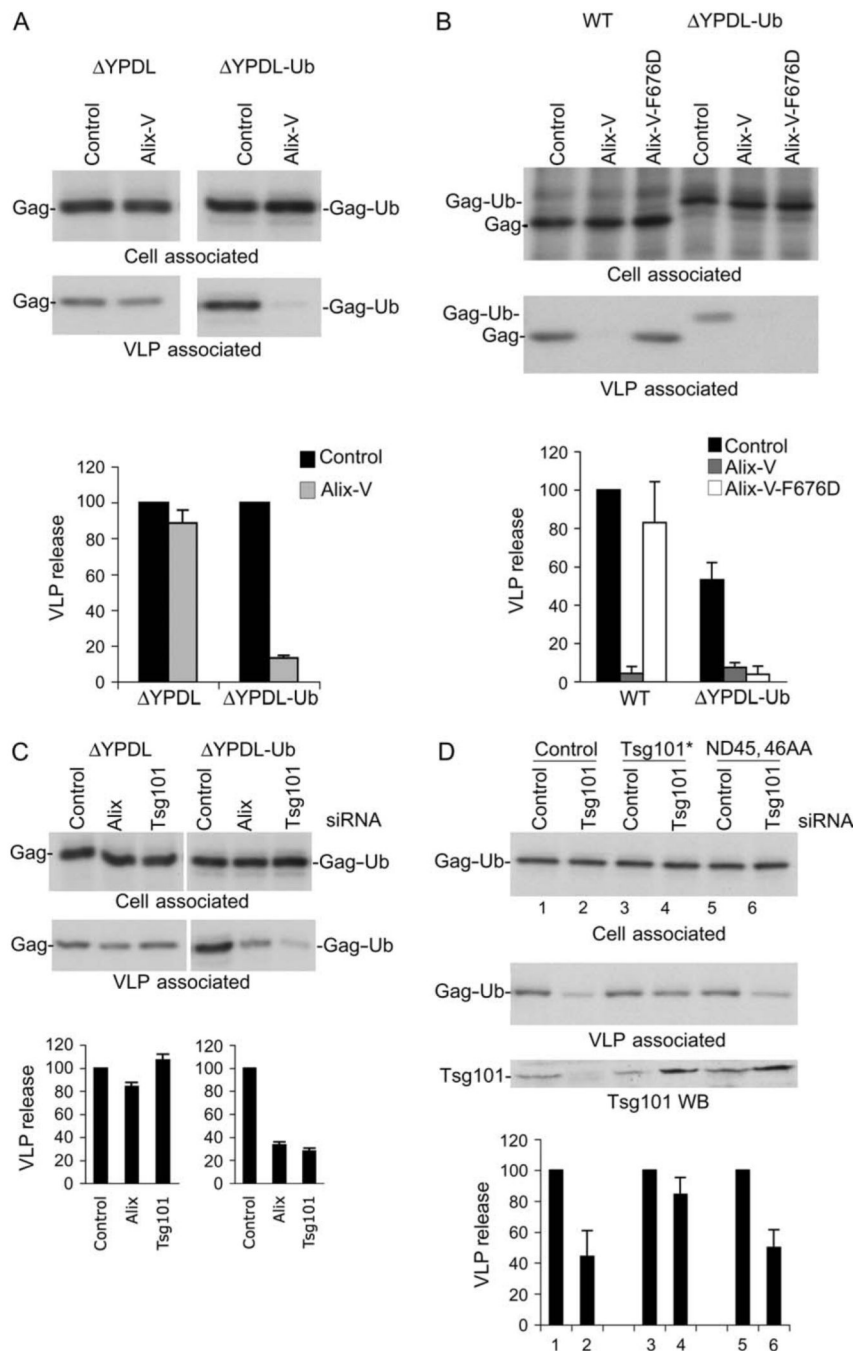 A
ΔYPDL ΔYPDL-Ub
Control Alix-V Control Alix-V
Gag- -Gag-Ub
Cell associated
Gag- -Gag-Ub
VLP associated
Control
Alix-V
VLP release
120
100
80
60
40
20
0
ΔYPDL ΔYPDL-Ub
B
WT ΔYPDL-Ub
Control Alix-V Alix-V-F676D Control Alix-V Alix-V-F676D
Gag-Ub-
Gag-
Cell associated
Gag-Ub-
Gag-
VLP associated
Control
Alix-V
Alix-V-F676D
VLP release
120
100
80
60
40
20
0
WT ΔYPDL-Ub
C
ΔYPDL ΔYPDL-Ub
Control Alix Tsg101 Control Alix Tsg101 siRNA
Gag- -Gag-Ub
Cell associated
Gag- -Gag-Ub
VLP associated
VLP release
120
100
80
60
40
20
0
Control Alix Tsg101
120
100
80
60
40
20
0
Control Alix Tsg101
D
Control Tsg101* ND45, 46AA
Control Tsg101 Control Tsg101 Control Tsg101 siRNA
Gag-Ub-
1 2 3 4 5 6
Cell associated
Gag-Ub-
VLP associated
Tsg101-
Tsg101 WB
VLP release
120
100
80
60
40
20
0
1 2 3 4 5 6